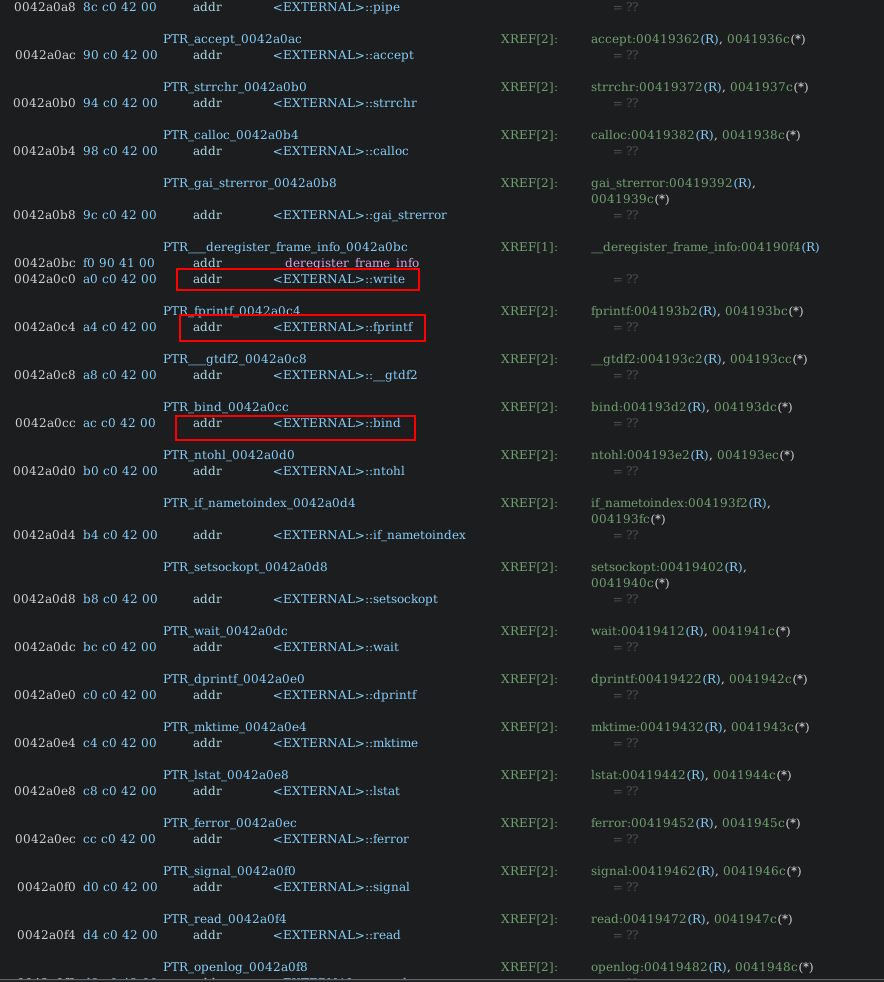 0042a0a8 8c c0 42 00 addr <EXTERNAL>::pipe = ??
PTR_accept_0042a0ac XREF[2]: accept:00419362(R), 0041936c(*)
0042a0ac 90 c0 42 00 addr <EXTERNAL>::accept = ??
PTR_strrchr_0042a0b0 XREF[2]: strrchr:00419372(R), 0041937c(*)
0042a0b0 94 c0 42 00 addr <EXTERNAL>::strrchr = ??
PTR_calloc_0042a0b4 XREF[2]: calloc:00419382(R), 0041938c(*)
0042a0b4 98 c0 42 00 addr <EXTERNAL>::calloc = ??
PTR_gai_strerror_0042a0b8 XREF[2]: gai_strerror:00419392(R),
0041939c(*)
0042a0b8 9c c0 42 00 addr <EXTERNAL>::gai_strerror = ??
PTR___deregister_frame_info_0042a0bc XREF[1]: __deregister_frame_info:004190f4(R)
0042a0bc f0 90 41 00 addr __deregister_frame_info
0042a0c0 a0 c0 42 00 addr <EXTERNAL>::write = ??
PTR_fprintf_0042a0c4 XREF[2]: fprintf:004193b2(R), 004193bc(*)
0042a0c4 a4 c0 42 00 addr <EXTERNAL>::fprintf = ??
PTR___gtdf2_0042a0c8 XREF[2]: __gtdf2:004193c2(R), 004193cc(*)
0042a0c8 a8 c0 42 00 addr <EXTERNAL>::__gtdf2 = ??
PTR_bind_0042a0cc XREF[2]: bind:004193d2(R), 004193dc(*)
0042a0cc ac c0 42 00 addr <EXTERNAL>::bind = ??
PTR_ntohl_0042a0d0 XREF[2]: ntohl:004193e2(R), 004193ec(*)
0042a0d0 b0 c0 42 00 addr <EXTERNAL>::ntohl = ??
PTR_if_nametoindex_0042a0d4 XREF[2]: if_nametoindex:004193f2(R),
004193fc(*)
0042a0d4 b4 c0 42 00 addr <EXTERNAL>::if_nametoindex = ??
PTR_setsockopt_0042a0d8 XREF[2]: setsockopt:00419402(R),
0041940c(*)
0042a0d8 b8 c0 42 00 addr <EXTERNAL>::setsockopt = ??
PTR_wait_0042a0dc XREF[2]: wait:00419412(R), 0041941c(*)
0042a0dc bc c0 42 00 addr <EXTERNAL>::wait = ??
PTR_dprintf_0042a0e0 XREF[2]: dprintf:00419422(R), 0041942c(*)
0042a0e0 c0 c0 42 00 addr <EXTERNAL>::dprintf = ??
PTR_mktime_0042a0e4 XREF[2]: mktime:00419432(R), 0041943c(*)
0042a0e4 c4 c0 42 00 addr <EXTERNAL>::mktime = ??
PTR_lstat_0042a0e8 XREF[2]: lstat:00419442(R), 0041944c(*)
0042a0e8 c8 c0 42 00 addr <EXTERNAL>::lstat = ??
PTR_ferror_0042a0ec XREF[2]: ferror:00419452(R), 0041945c(*)
0042a0ec cc c0 42 00 addr <EXTERNAL>::ferror = ??
PTR_signal_0042a0f0 XREF[2]: signal:00419462(R), 0041946c(*)
0042a0f0 d0 c0 42 00 addr <EXTERNAL>::signal = ??
PTR_read_0042a0f4 XREF[2]: read:00419472(R), 0041947c(*)
0042a0f4 d4 c0 42 00 addr <EXTERNAL>::read = ??
PTR_openlog_0042a0f8 XREF[2]: openlog:00419482(R), 0041948c(*)